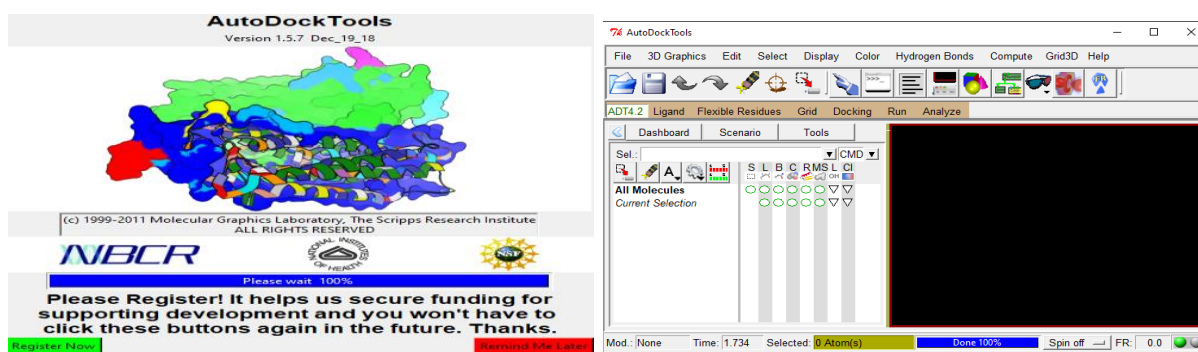 AutoDockTools
Version 1.5.7 Dec_19_18
(c) 1999-2011 Molecular Graphics Laboratory, The Scripps Research Institute
ALL RIGHTS RESERVED
NBCR
NATIONAL INSTITUTES OF HEALTH
NSF
Please wait 100%
Please Register! It helps us secure funding for
supporting development and you won't have to
click these buttons again in the future. Thanks.
Register Now Remind Me Later
AutoDockTools
File 3D Graphics Edit Select Display Color Hydrogen Bonds Compute Grid3D Help
ADT4.2 Ligand Flexible Residues Grid Docking Run Analyze
Dashboard Scenario Tools
Sel.: CMD
A S L B C R MS L Cl
All Molecules
Current Selection
Mod.: None Time: 1.734 Selected: 0 Atom(s) Done 100% Spin off FR: 0.0